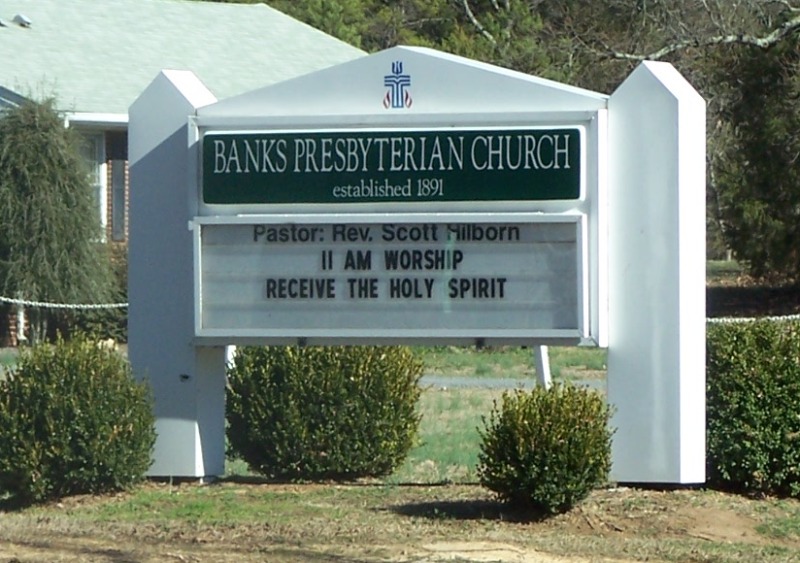 BANKS PRESBYTERIAN CHURCH
established 1891
Pastor: Rev. Scott Hilborn
11 AM WORSHIP
RECEIVE THE HOLY SPIRIT